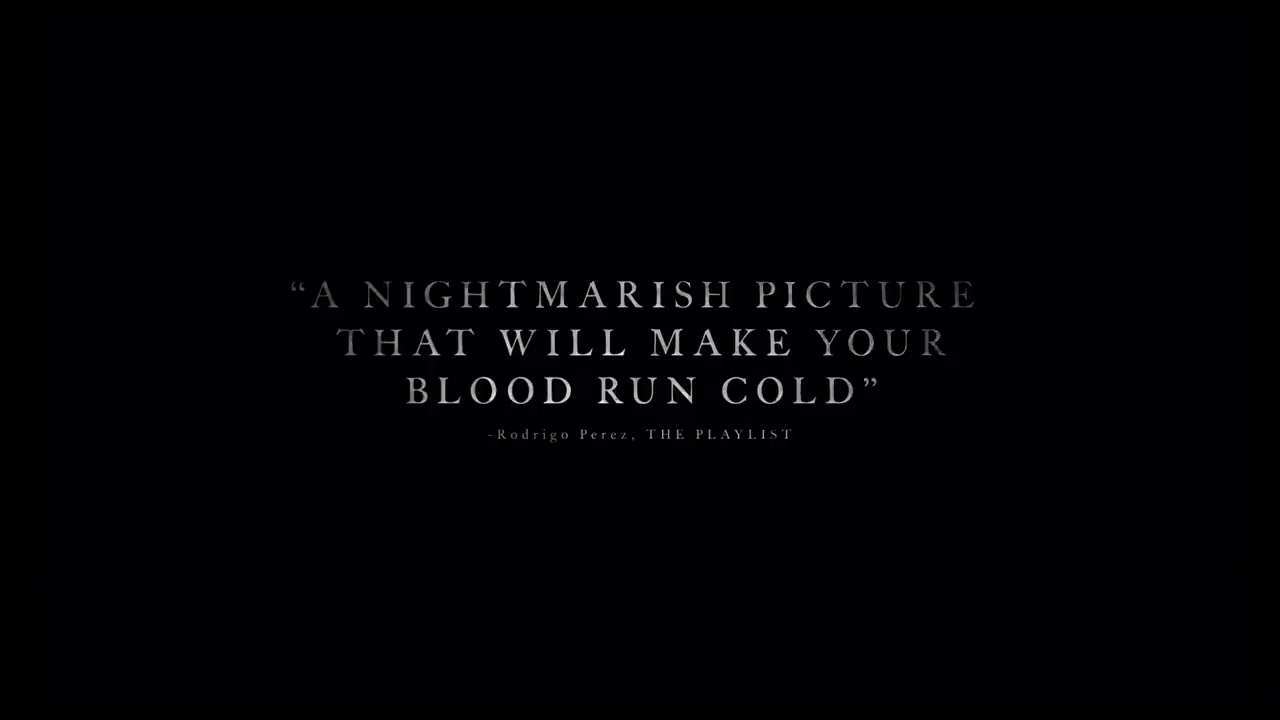 “A NIGHTMARISH PICTURE
THAT WILL MAKE YOUR
BLOOD RUN COLD”
-Rodrigo Perez, THE PLAYLIST